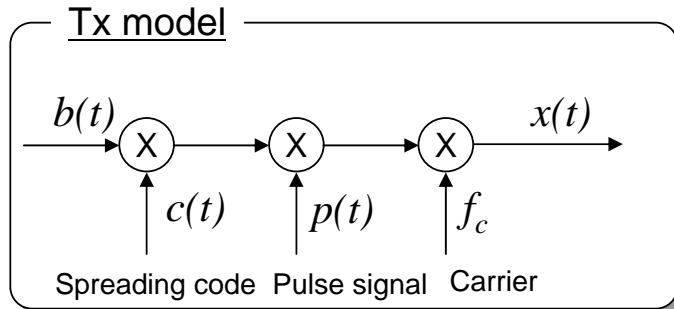 Tx model
b(t) X X X x(t)
c(t) p(t) f_c
Spreading code Pulse signal Carrier